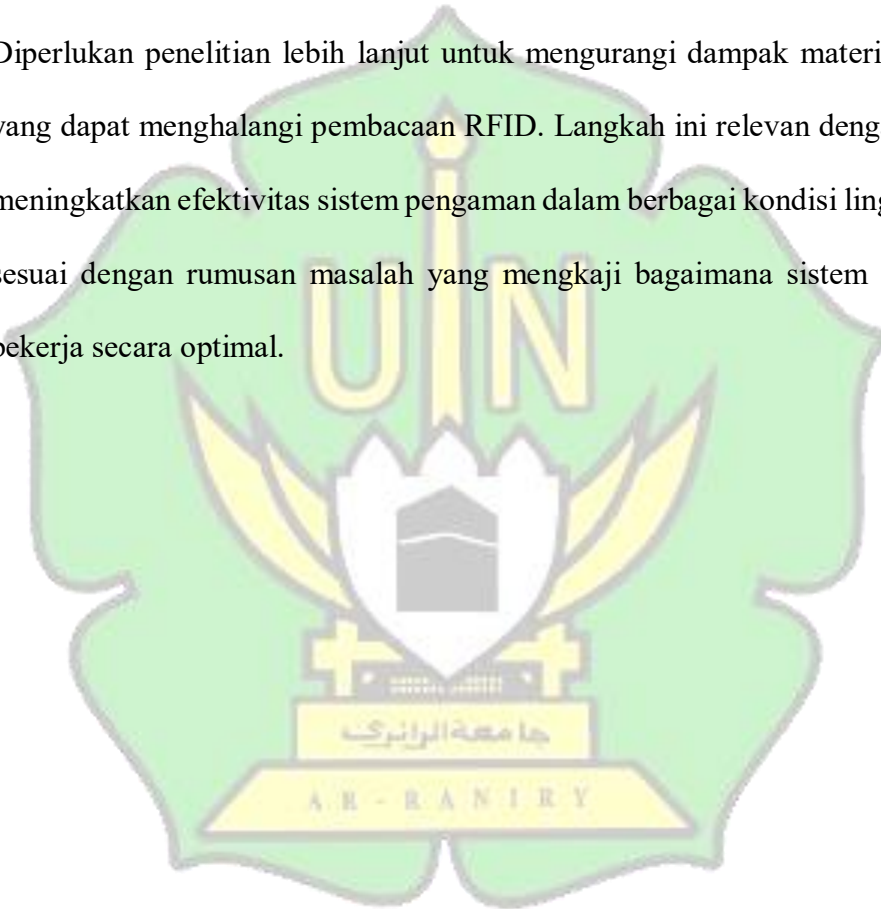 Diperlukan penelitian lebih lanjut untuk mengurangi dampak materi
yang dapat menghalangi pembacaan RFID. Langkah ini relevan deng
meningkatkan efektivitas sistem pengaman dalam berbagai kondisi ling
sesuai dengan rumusan masalah yang mengkaji bagaimana sistem
bekerja secara optimal.
UIN
جامعة الرانري
AR - RANIRY